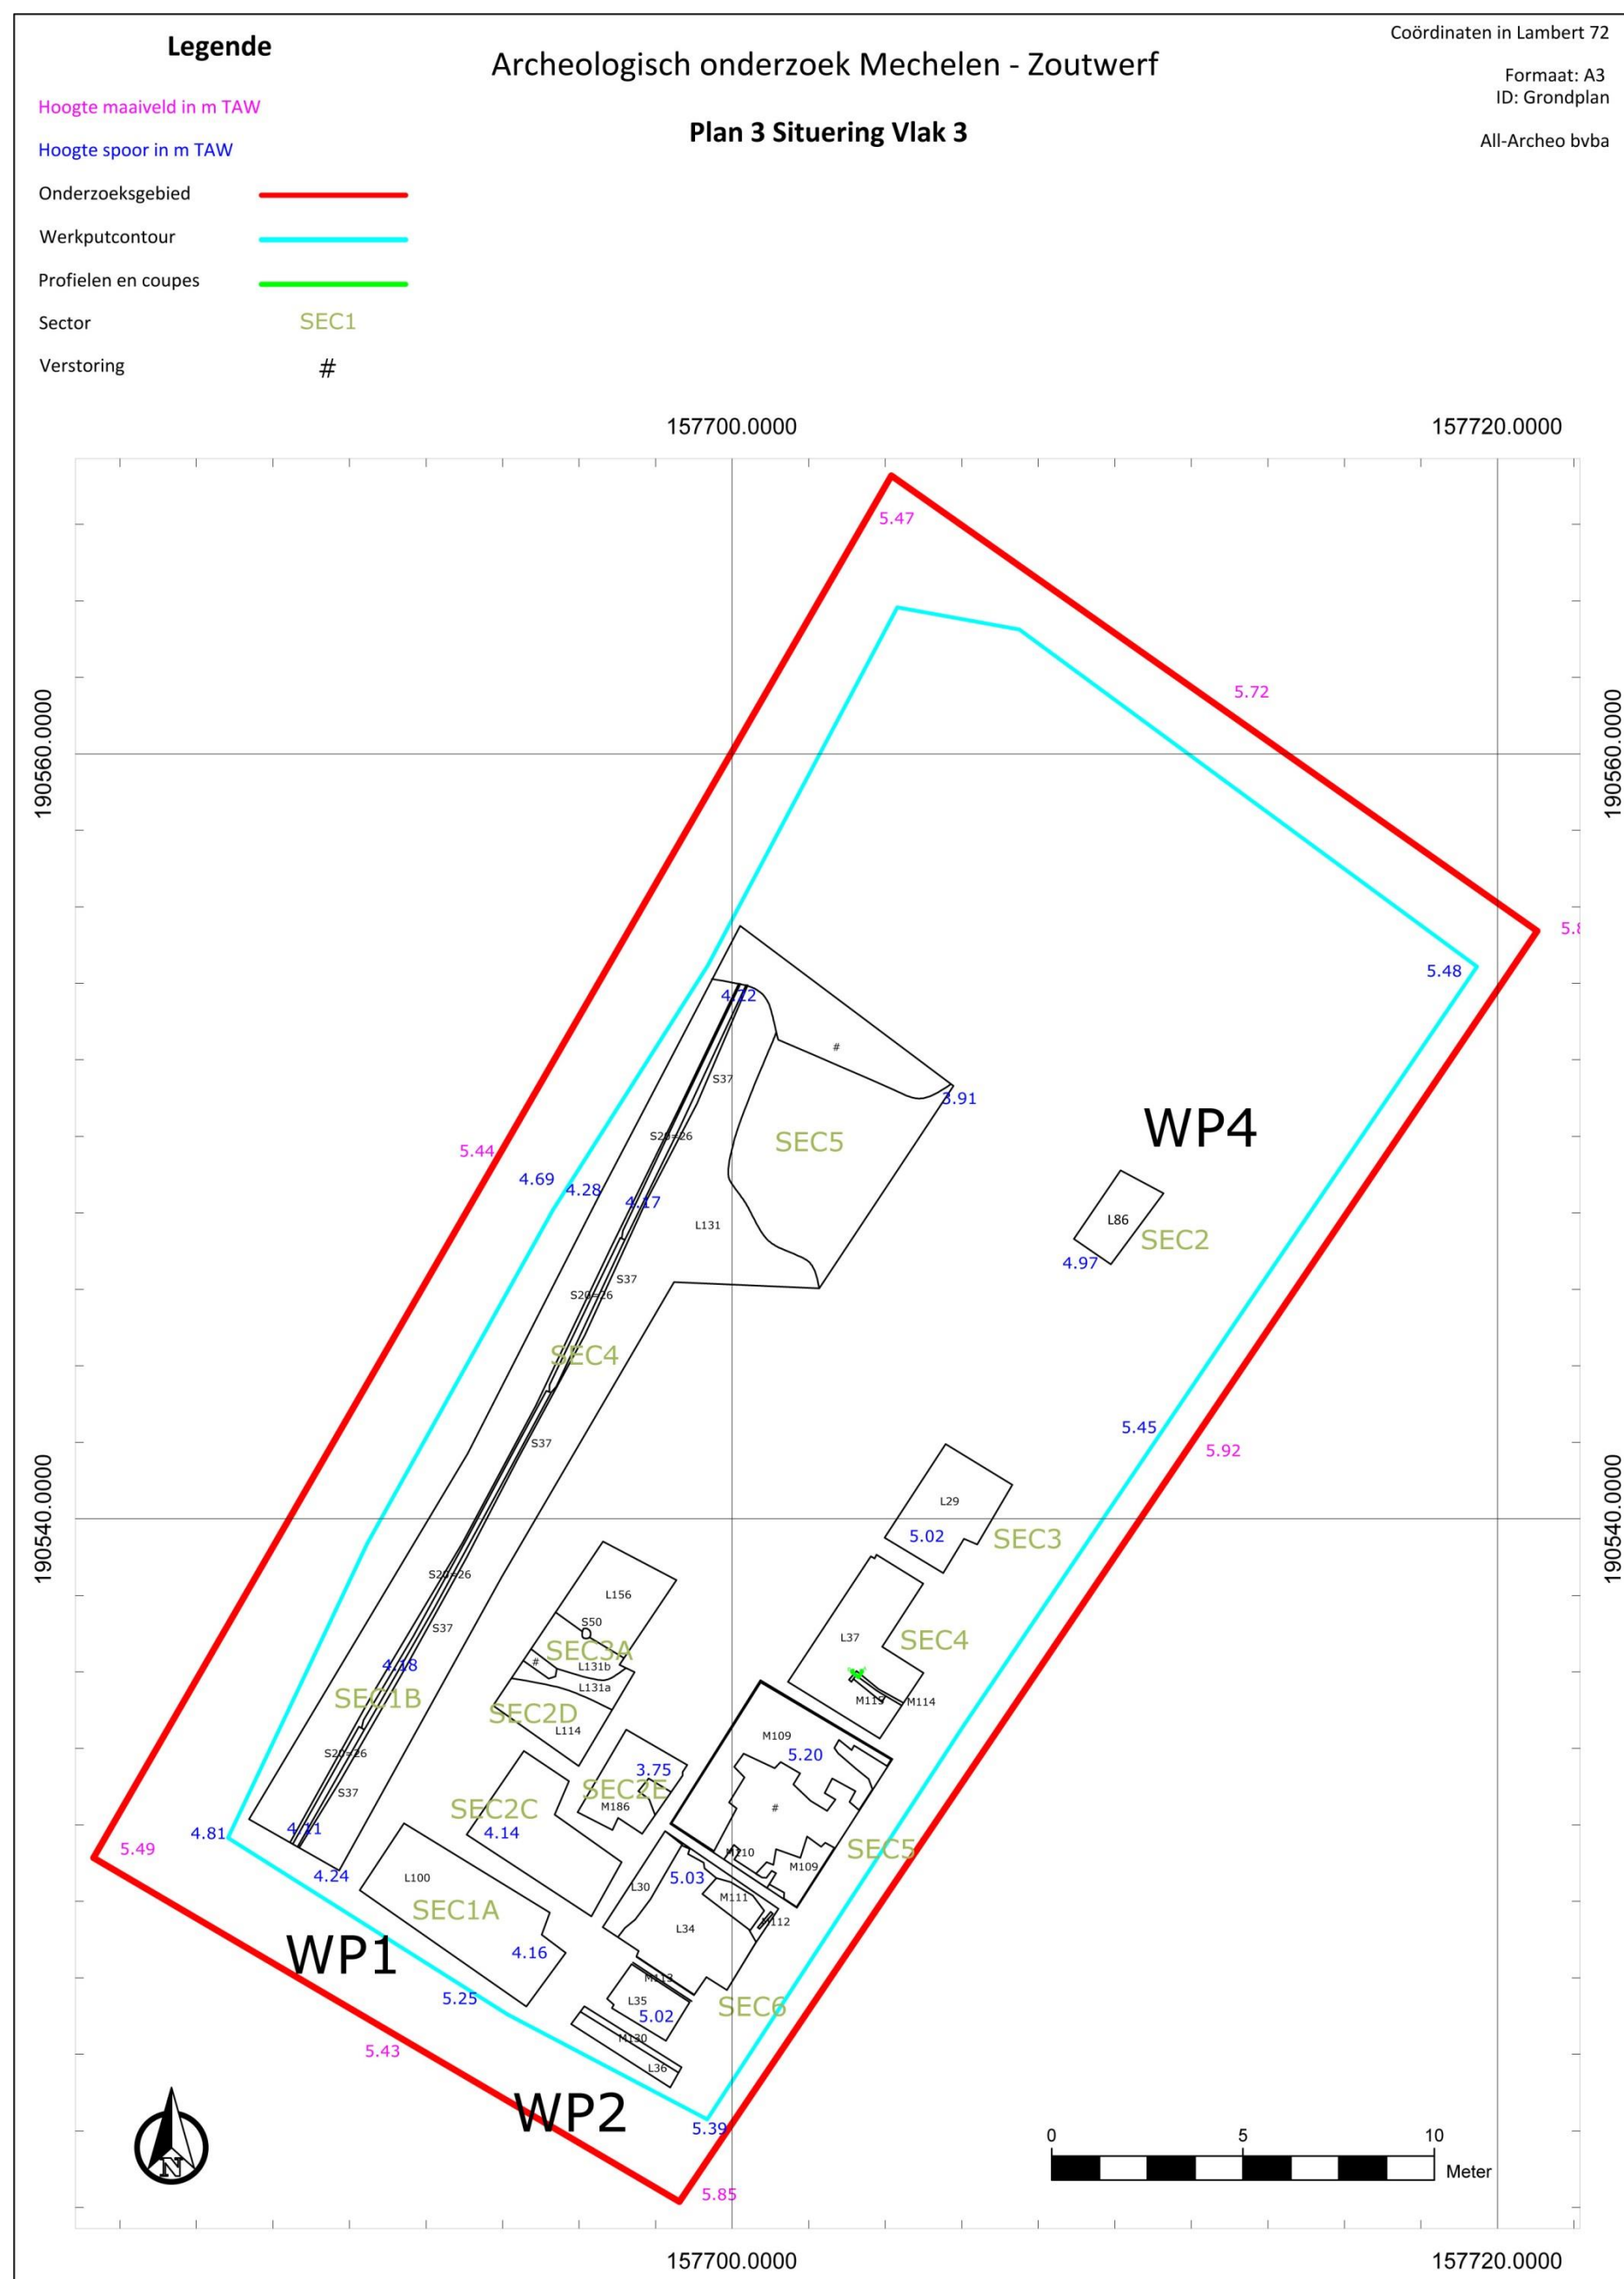 Legende
Archeologisch onderzoek Mechelen - Zoutwerf
Plan 3 Situering Vlak 3
Coördinaten in Lambert 72
Formaat: A3
ID: Grondplan
All-Archeo bvba
Hoogte maaiveld in m TAW
Hoogte spoor in m TAW
Onderzoeksgebied
Werkputcontour
Profielen en coupes
Sector SEC1
Verstoring #
157700.0000 157720.0000
5.47
5.72
190560.0000 190560.0000
5.48
4.22
#
S37
3.91
WP4
S20=26
SEC5
5.44
4.69
4.28
4.17
L131
L86
SEC2
4.97
S37
S20=26
SEC4
5.45
5.92
S37
190540.0000 190540.0000
L29
5.02
SEC3
S20=26
L156
S50
S37
SEC3A
#
L131b
L131a
L37
SEC4
4.18
SEC1B
SEC2D
L114
M115
M114
M109
5.20
S20=26
3.75
SEC2E
M186
S37
SEC2C
4.14
#
4.81
4.11
5.49
4.24
L100
SEC1A
4.16
M110
M109
SEC5
5.03
L30
M111
M112
L34
WP1
5.25
M113
L35
5.02
SEC6
M130
L36
5.43
WP2
5.39
5.85
N
0 5 10
Meter
157700.0000 157720.0000